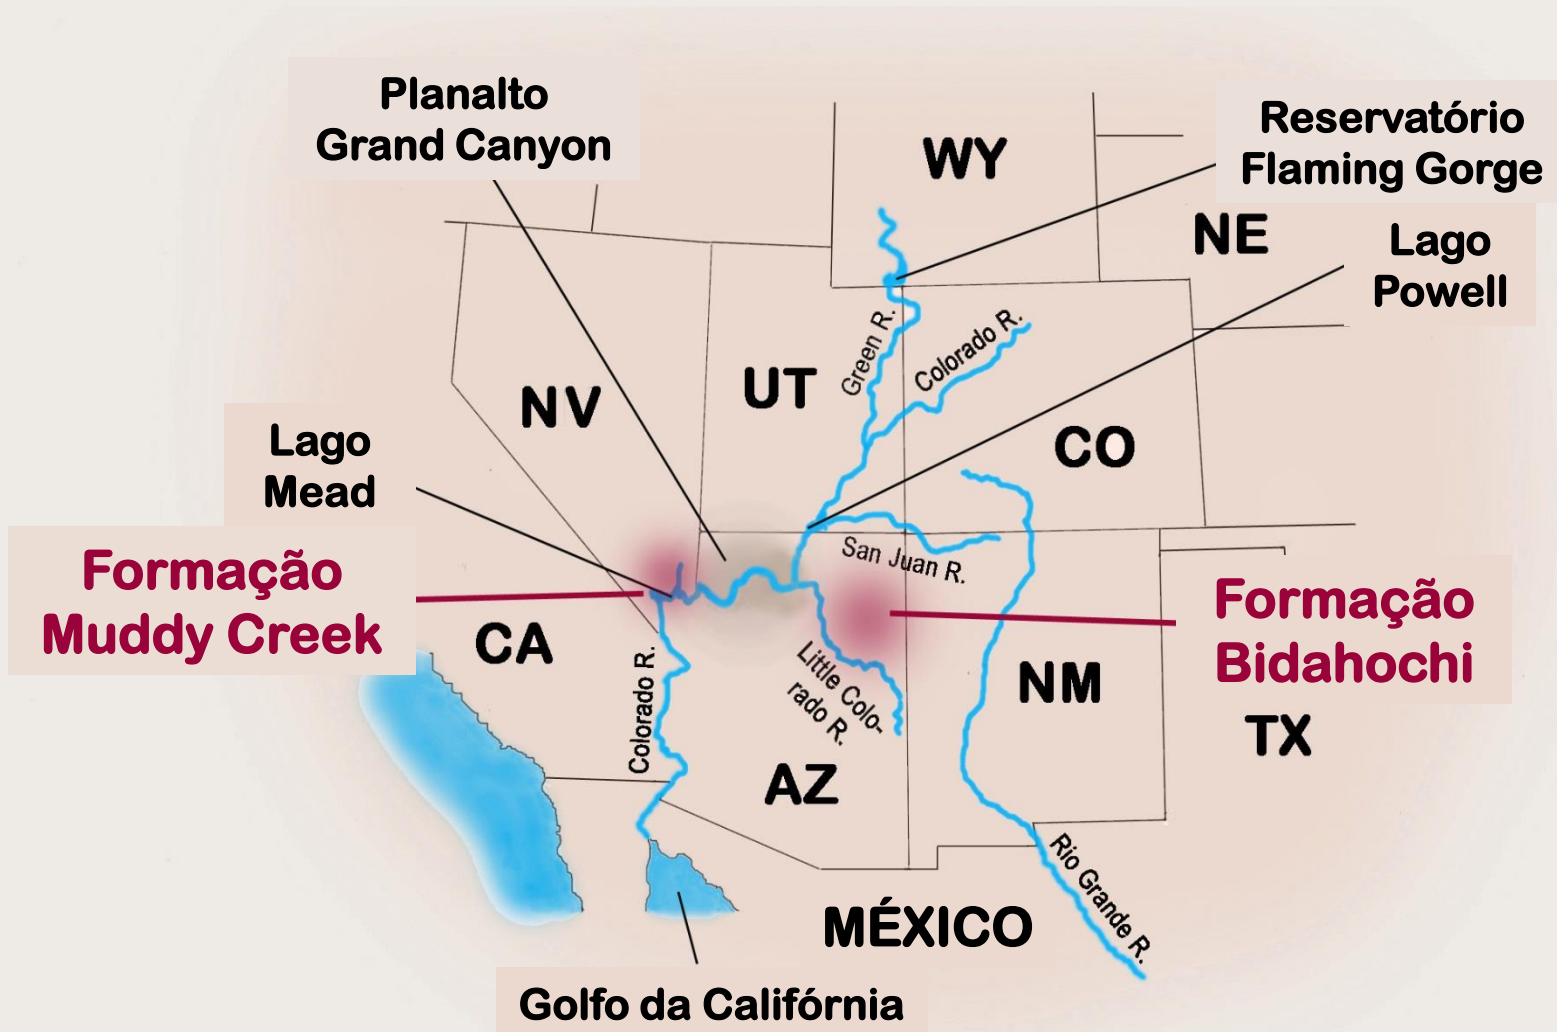 Planalto
Grand Canyon
WY
Reservatório
Flaming Gorge
NE
Lago
Powell
Green R.
Colorado R.
UT
NV
CO
Lago
Mead
San Juan R.
Formação
Muddy Creek
Formação
Bidahochi
CA
Colorado R.
Little Colo-
rado R.
NM
TX
AZ
Rio Grande R.
MÉXICO
Golfo da Califórnia